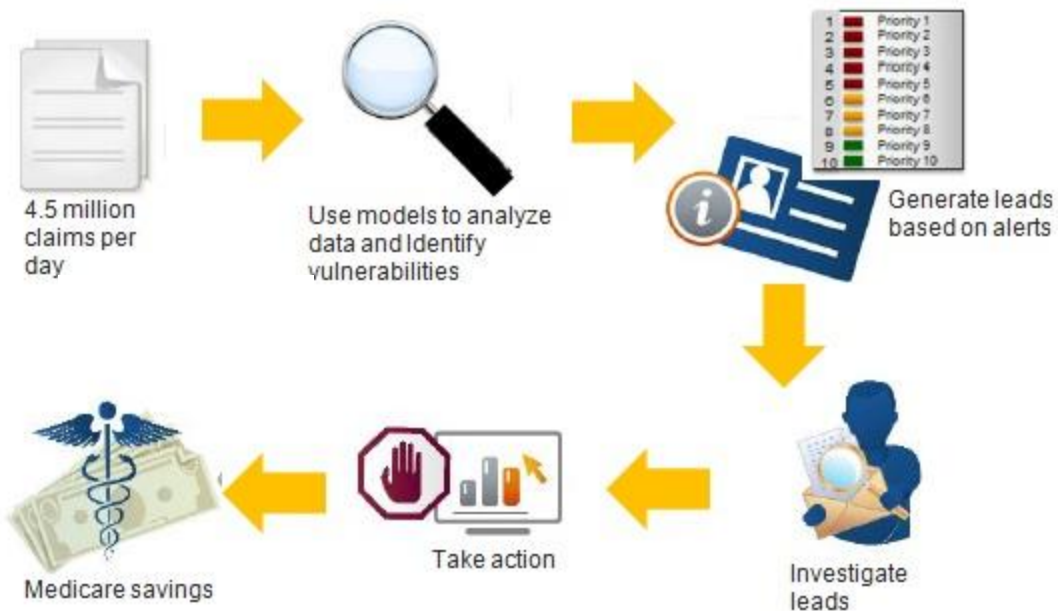 4.5 million
claims per
day
Use models to analyze
data and Identify
vulnerabilities
1 Priority 1
2 Priority 2
3 Priority 3
4 Priority 4
5 Priority 5
6 Priority 6
7 Priority 7
8 Priority 8
9 Priority 9
10 Priority 10
i
Generate leads
based on alerts
Investigate
leads
Take action
Medicare savings